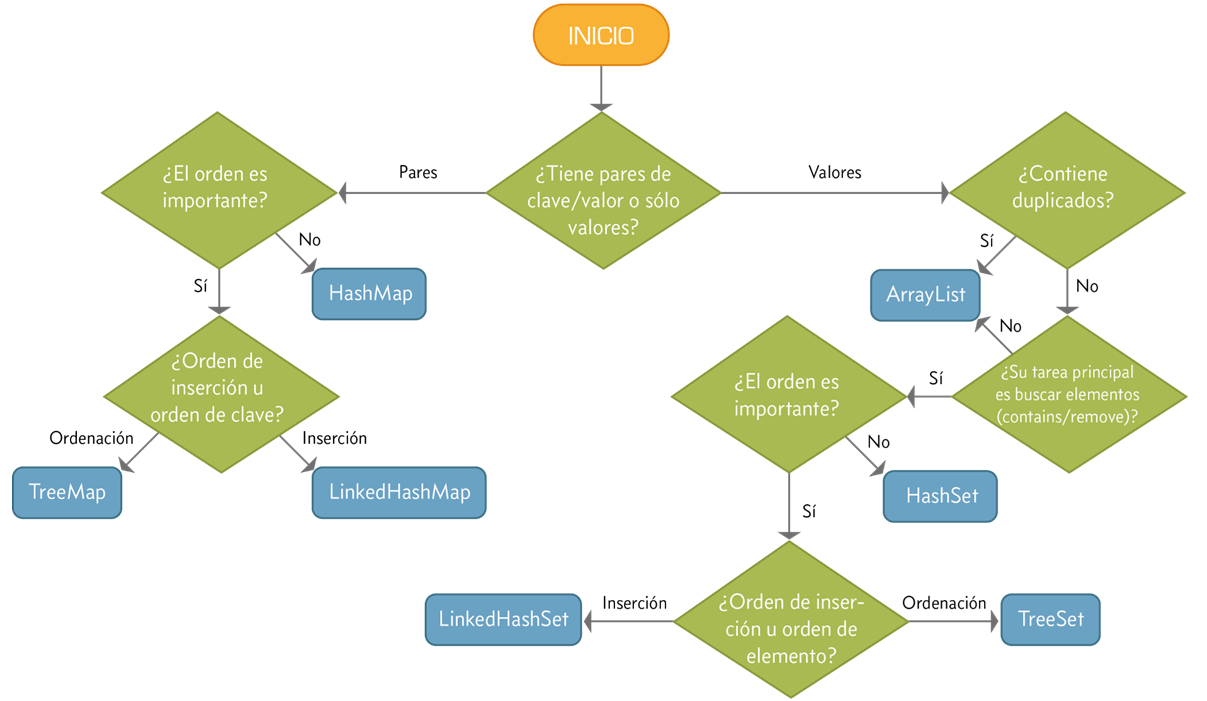 INICIO
¿Tiene pares de
clave/valor o sólo
valores?
Pares
Valores
¿El orden es
importante?
No
HashMap
Sí
¿Orden de
inserción u
orden de clave?
Ordenación
TreeMap
Inserción
LinkedHashMap
¿Contiene
duplicados?
Sí
ArrayList
No
¿Su tarea principal
es buscar elementos
(contains/remove)?
No
Sí
¿El orden es
importante?
No
HashSet
Sí
¿Orden de inser-
ción u orden de
elemento?
Inserción
LinkedHashSet
Ordenación
TreeSet